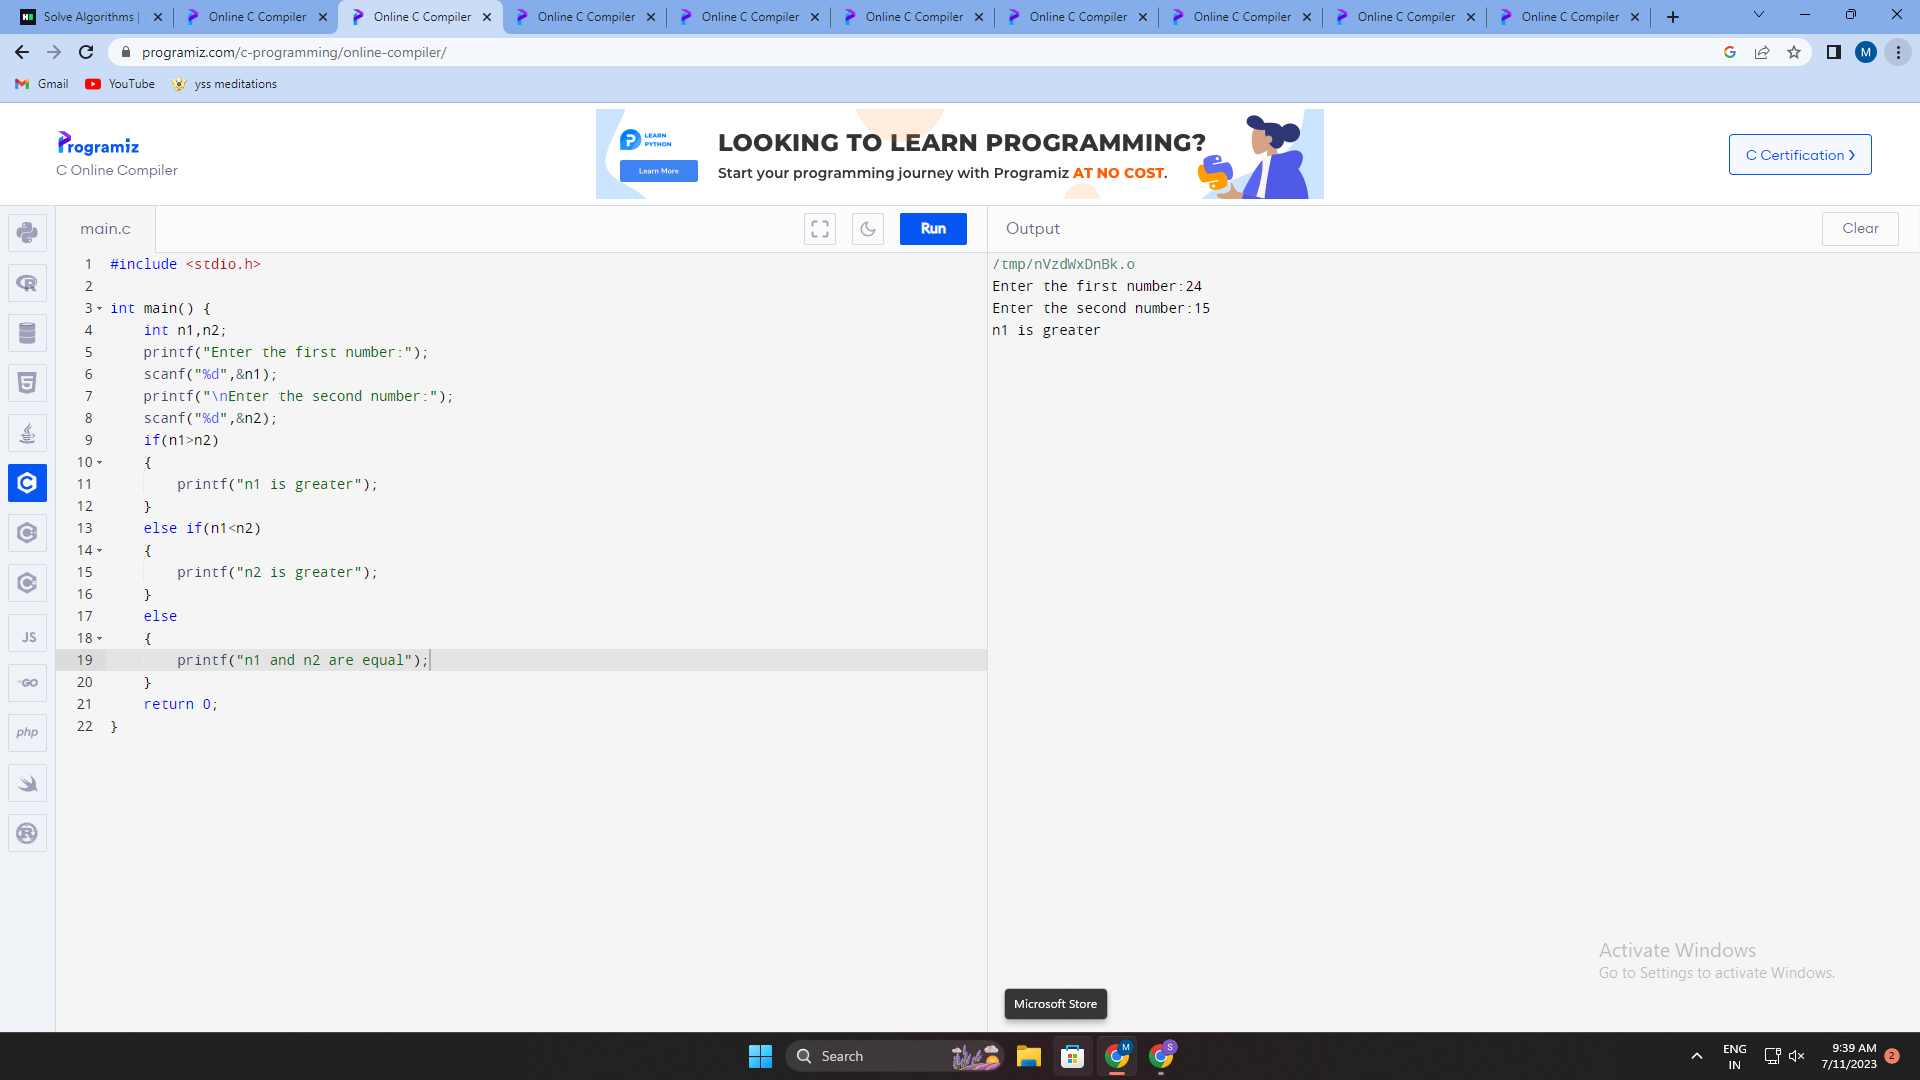 Solve Algorithms |
Online C Compiler
Online C Compiler
Online C Compiler
Online C Compiler
Online C Compiler
Online C Compiler
Online C Compiler
Online C Compiler
Online C Compiler
programiz.com/c-programming/online-compiler/
M
Gmail
YouTube
yss meditations
Programiz
C Online Compiler
LEARN
PYTHON
Learn More
LOOKING TO LEARN PROGRAMMING?
Start your programming journey with Programiz AT NO COST.
C Certification
main.c
Run
Output
Clear
1 #include <stdio.h>
2
3 int main() {
4 int n1,n2;
5 printf("Enter the first number:");
6 scanf("%d",&n1);
7 printf("\nEnter the second number:");
8 scanf("%d",&n2);
9 if(n1>n2)
10 {
11 printf("n1 is greater");
12 }
13 else if(n1<n2)
14 {
15 printf("n2 is greater");
16 }
17 else
18 {
19 printf("n1 and n2 are equal");
20 }
21 return 0;
22 }
/tmp/nVzdWxDnBk.o
Enter the first number:24
Enter the second number:15
n1 is greater
JS
GO
php
Activate Windows
Go to Settings to activate Windows.
Microsoft Store
Search
M
S
ENG
IN
9:39 AM
7/11/2023
2